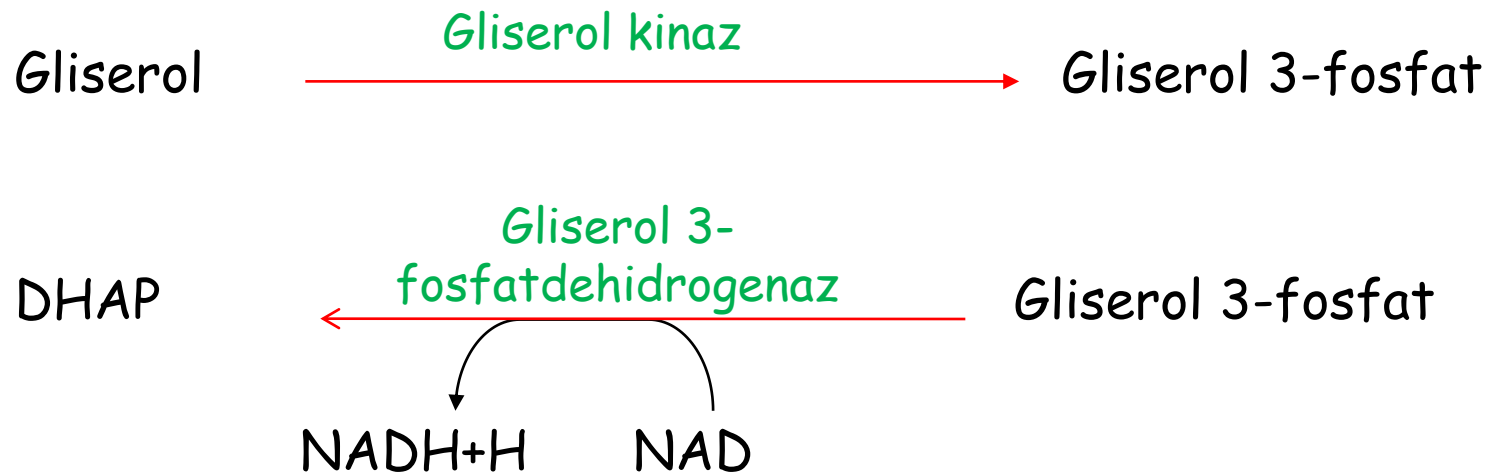 Gliserol kinaz
Gliserol
Gliserol 3-fosfat
Gliserol 3-
fosfatdehidrogenaz
DHAP
Gliserol 3-fosfat
NADH+H
NAD